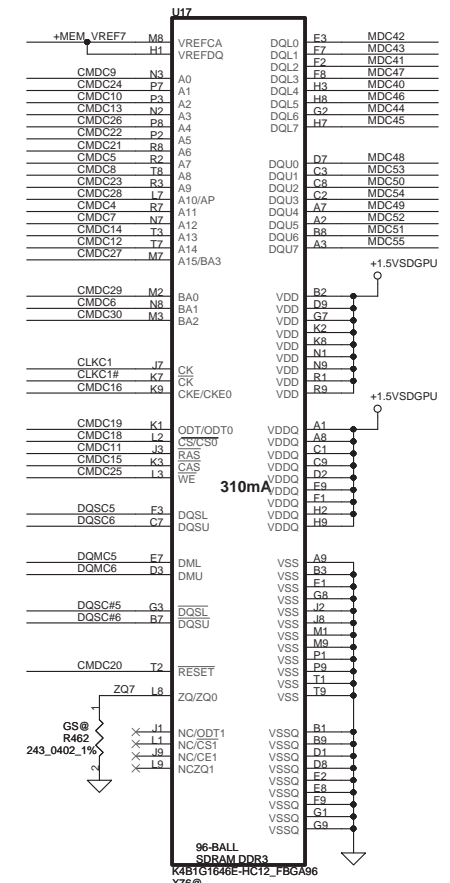 U17
+MEM_VREF7 M8 VREFCA DQL0 E3 MDC42
H1 VREFDQ DQL1 F7 MDC43
DQL2 F2 MDC41
CMDC9 N3 A0 DQL3 F8 MDC47
CMDC24 P7 A1 DQL4 H3 MDC40
CMDC10 P3 A2 DQL5 H8 MDC46
CMDC13 N2 A3 DQL6 G2 MDC44
CMDC26 P8 A4 DQL7 H7 MDC45
CMDC22 P2 A5
CMDC21 R8 A6
CMDC5 R2 A7 DQU0 D7 MDC48
CMDC8 T8 A8 DQU1 C3 MDC53
CMDC23 R3 A9 DQU2 C8 MDC50
CMDC28 L7 A10/AP DQU3 C2 MDC54
CMDC4 R7 A11 DQU4 A7 MDC49
CMDC7 N7 A12 DQU5 A2 MDC52
CMDC14 T3 A13 DQU6 B8 MDC51
CMDC12 T7 A14 DQU7 A3 MDC55
CMDC27 M7 A15/BA3
+1.5VSDGPU
CMDC29 M2 BA0 VDD B2
CMDC6 N8 BA1 VDD D9
CMDC30 M3 BA2 VDD G7
VDD K2
VDD K8
VDD N1
CLKC1 J7 CK VDD N9
CLKC1# K7 CK VDD R1
CMDC16 K9 CKE/CKE0 VDD R9
+1.5VSDGPU
CMDC19 K1 ODT/ODT0 VDDQ A1
CMDC18 L2 CS/CS0 VDDQ A8
CMDC11 J3 RAS VDDQ C1
CMDC15 K3 CAS VDDQ C9
CMDC25 L3 WE VDDQ D2
310mA VDDQ E9
VDDQ F1
DQSC5 F3 DQSL VDDQ H2
DQSC6 C7 DQSU VDDQ H9
DQMC5 E7 DML VSS A9
DQMC6 D3 DMU VSS B3
VSS E1
VSS G8
DQSC#5 G3 DQSL VSS J2
DQSC#6 B7 DQSU VSS J8
VSS M1
VSS M9
VSS P1
CMDC20 T2 RESET VSS P9
VSS T1
ZQ7 L8 ZQ/ZQ0 VSS T9
1
GS@
R462
243_0402_1%
2
J1 NC/ODT1 VSSQ B1
L1 NC/CS1 VSSQ B9
J9 NC/CE1 VSSQ D1
L9 NCZQ1 VSSQ D8
VSSQ E2
VSSQ E8
VSSQ F9
VSSQ G1
VSSQ G9
96-BALL
SDRAM DDR3
K4B1G1646E-HC12_FBGA96
X76@